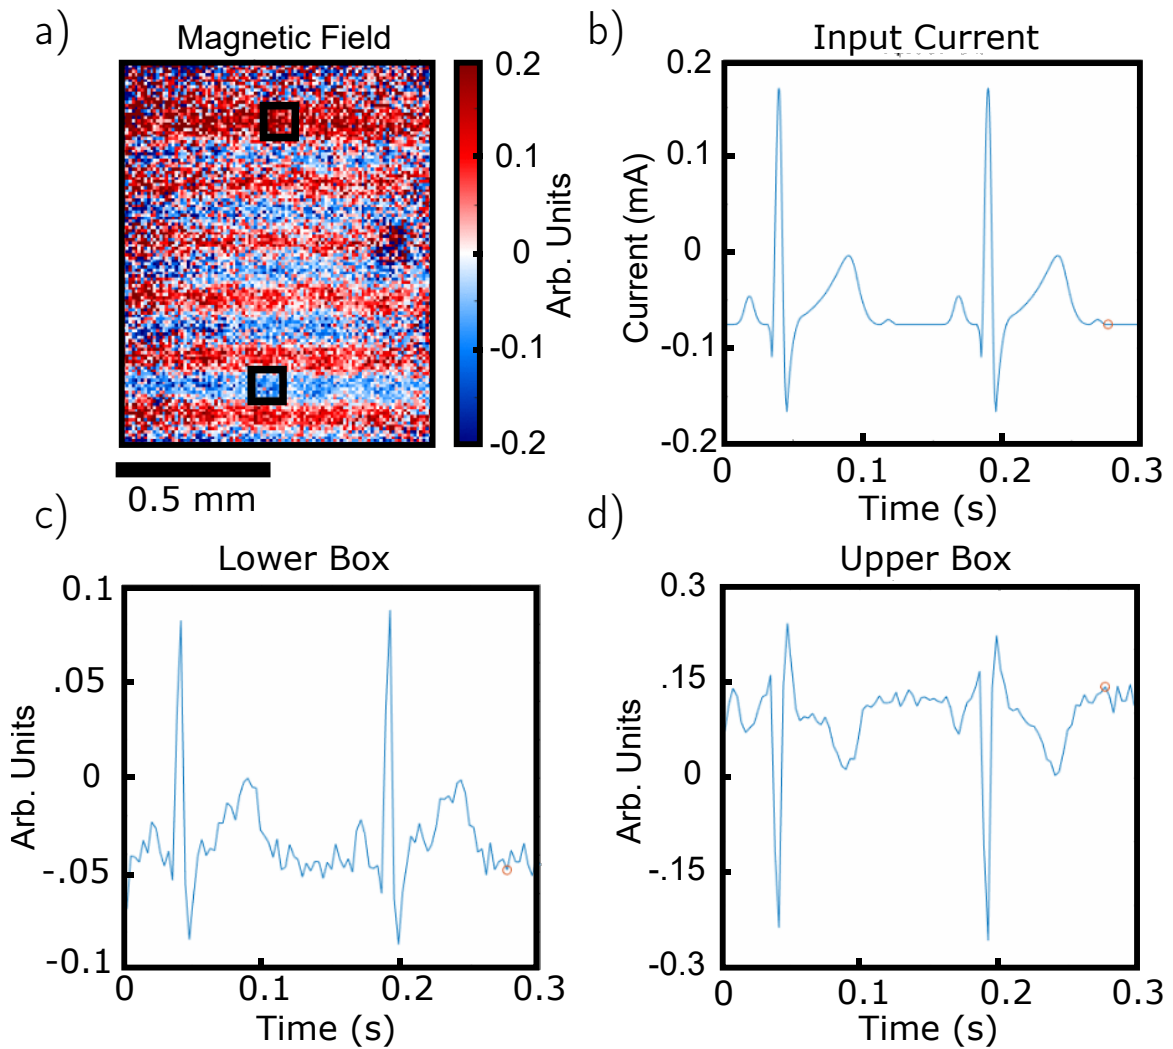 a)
Magnetic Field
0.2
0.1
0
-0.1
-0.2
Arb. Units
0.5 mm
b)
Input Current
0.2
0.1
0
-0.1
-0.2
Current (mA)
0
0.1
0.2
0.3
Time (s)
c)
Lower Box
0.1
.05
0
-.05
-0.1
Arb. Units
0
0.1
0.2
0.3
Time (s)
d)
Upper Box
0.3
.15
0
-.15
-0.3
Arb. Units
0
0.1
0.2
0.3
Time (s)